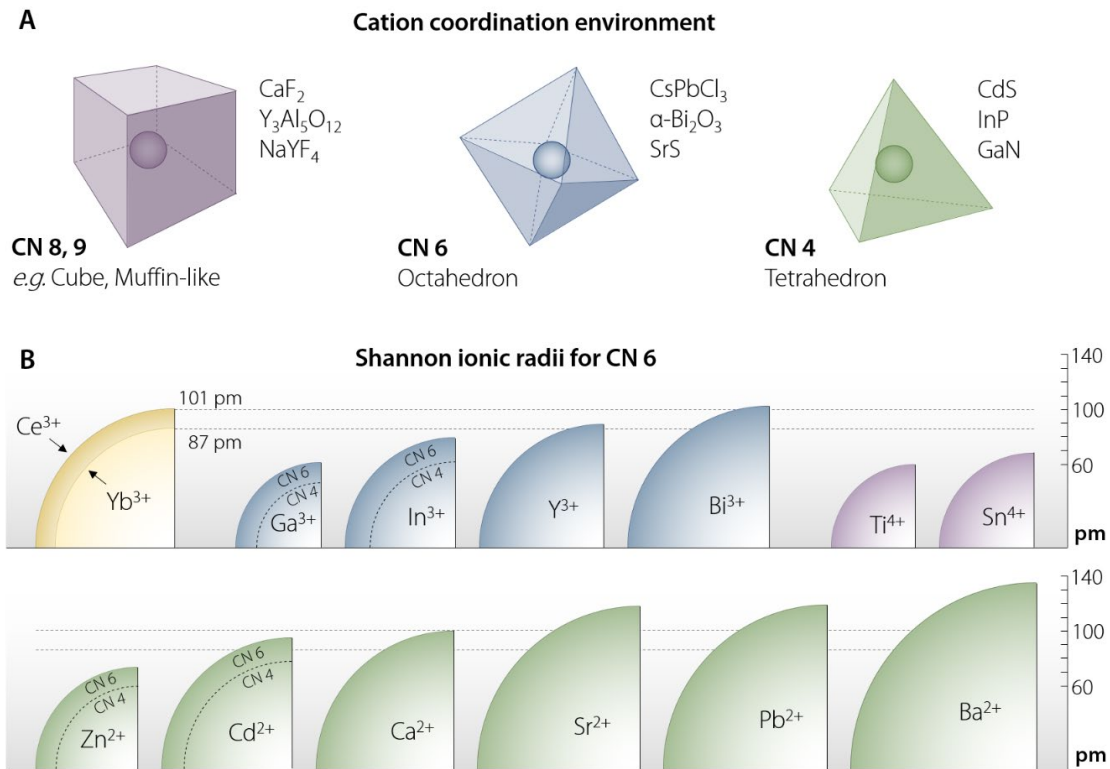 A
Cation coordination environment
CaF₂
Y₃Al₅O₁₂
NaYF₄
CN 8, 9
e.g. Cube, Muffin-like
CsPbCl₃
α-Bi₂O₃
SrS
CN 6
Octahedron
CdS
InP
GaN
CN 4
Tetrahedron
B
Shannon ionic radii for CN 6
140
100
60
pm
101 pm
87 pm
Ce³⁺
Yb³⁺
CN 6
CN 4
Ga³⁺
CN 6
CN 4
In³⁺
Y³⁺
Bi³⁺
Ti⁴⁺
Sn⁴⁺
140
100
60
pm
CN 6
CN 4
Zn²⁺
CN 6
CN 4
Cd²⁺
Ca²⁺
Sr²⁺
Pb²⁺
Ba²⁺